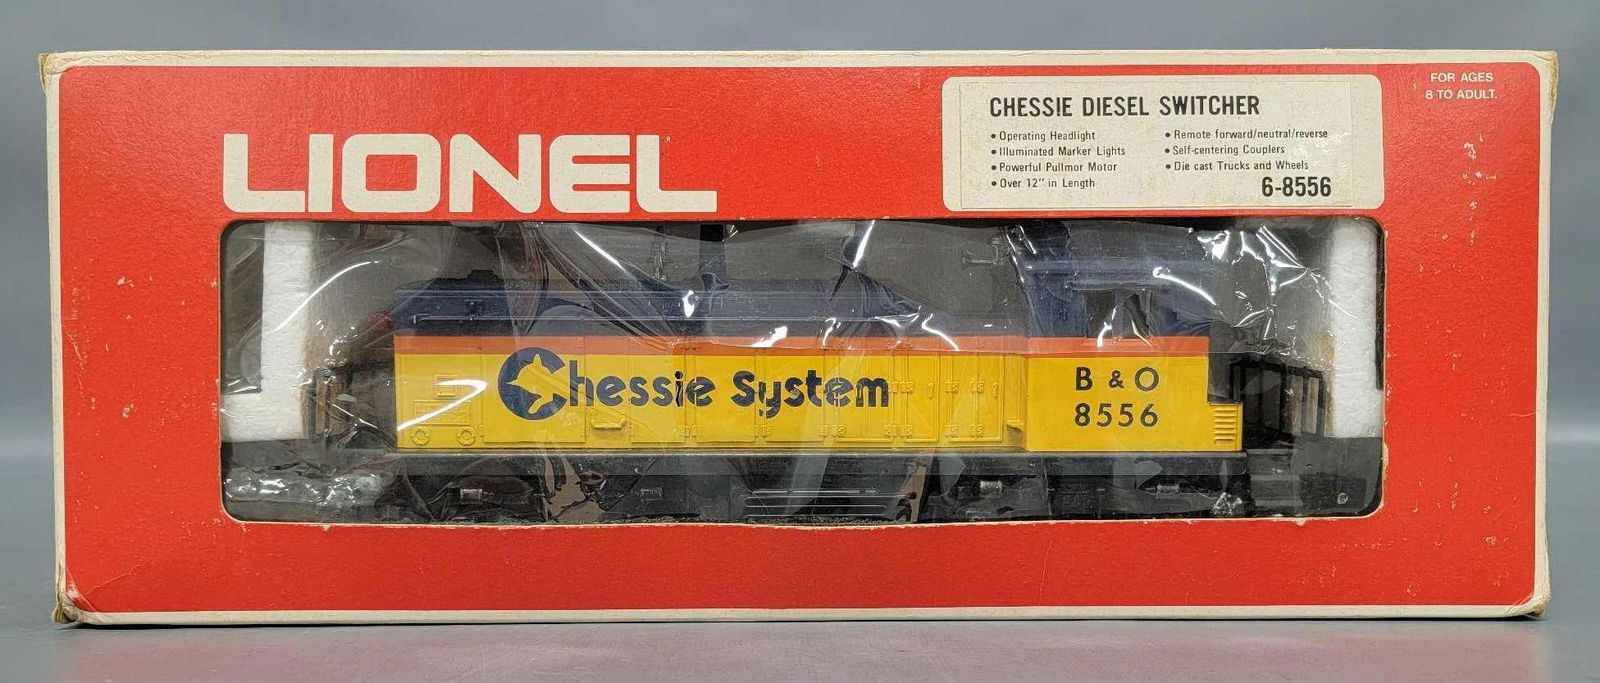 FOR AGES
8 TO ADULT.
LIONEL
CHESSIE DIESEL SWITCHER
• Operating Headlight
• Illuminated Marker Lights
• Powerful Pullmor Motor
• Over 12" in Length
• Remote forward/neutral/reverse
• Self-centering Couplers
• Die cast Trucks and Wheels
6-8556
Chessie System
B & O
8556